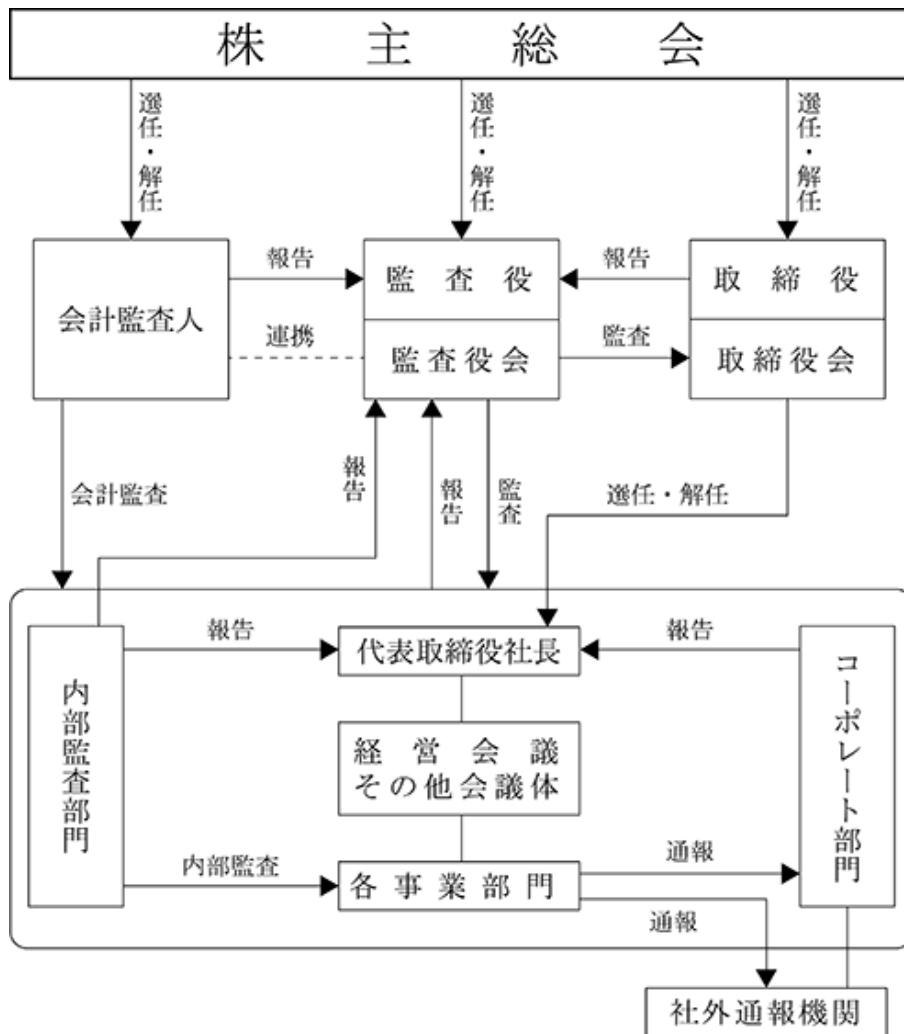 株主総会
選任・解任
選任・解任
選任・解任
会計監査人
報告
連携
監査役
監査役会
報告
監査
取締役
取締役会
会計監査
報告
報告
監査
選任・解任
内部監査部門
報告
代表取締役社長
報告
コーポレート部門
経営会議
その他会議体
内部監査
各事業部門
通報
通報
社外通報機関